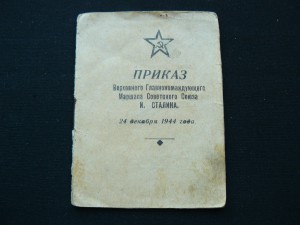 ПРИКАЗ
Верховного Главнокомандующего
Маршала Советского Союза
И. СТАЛИНА.
24 декабря 1944 года.